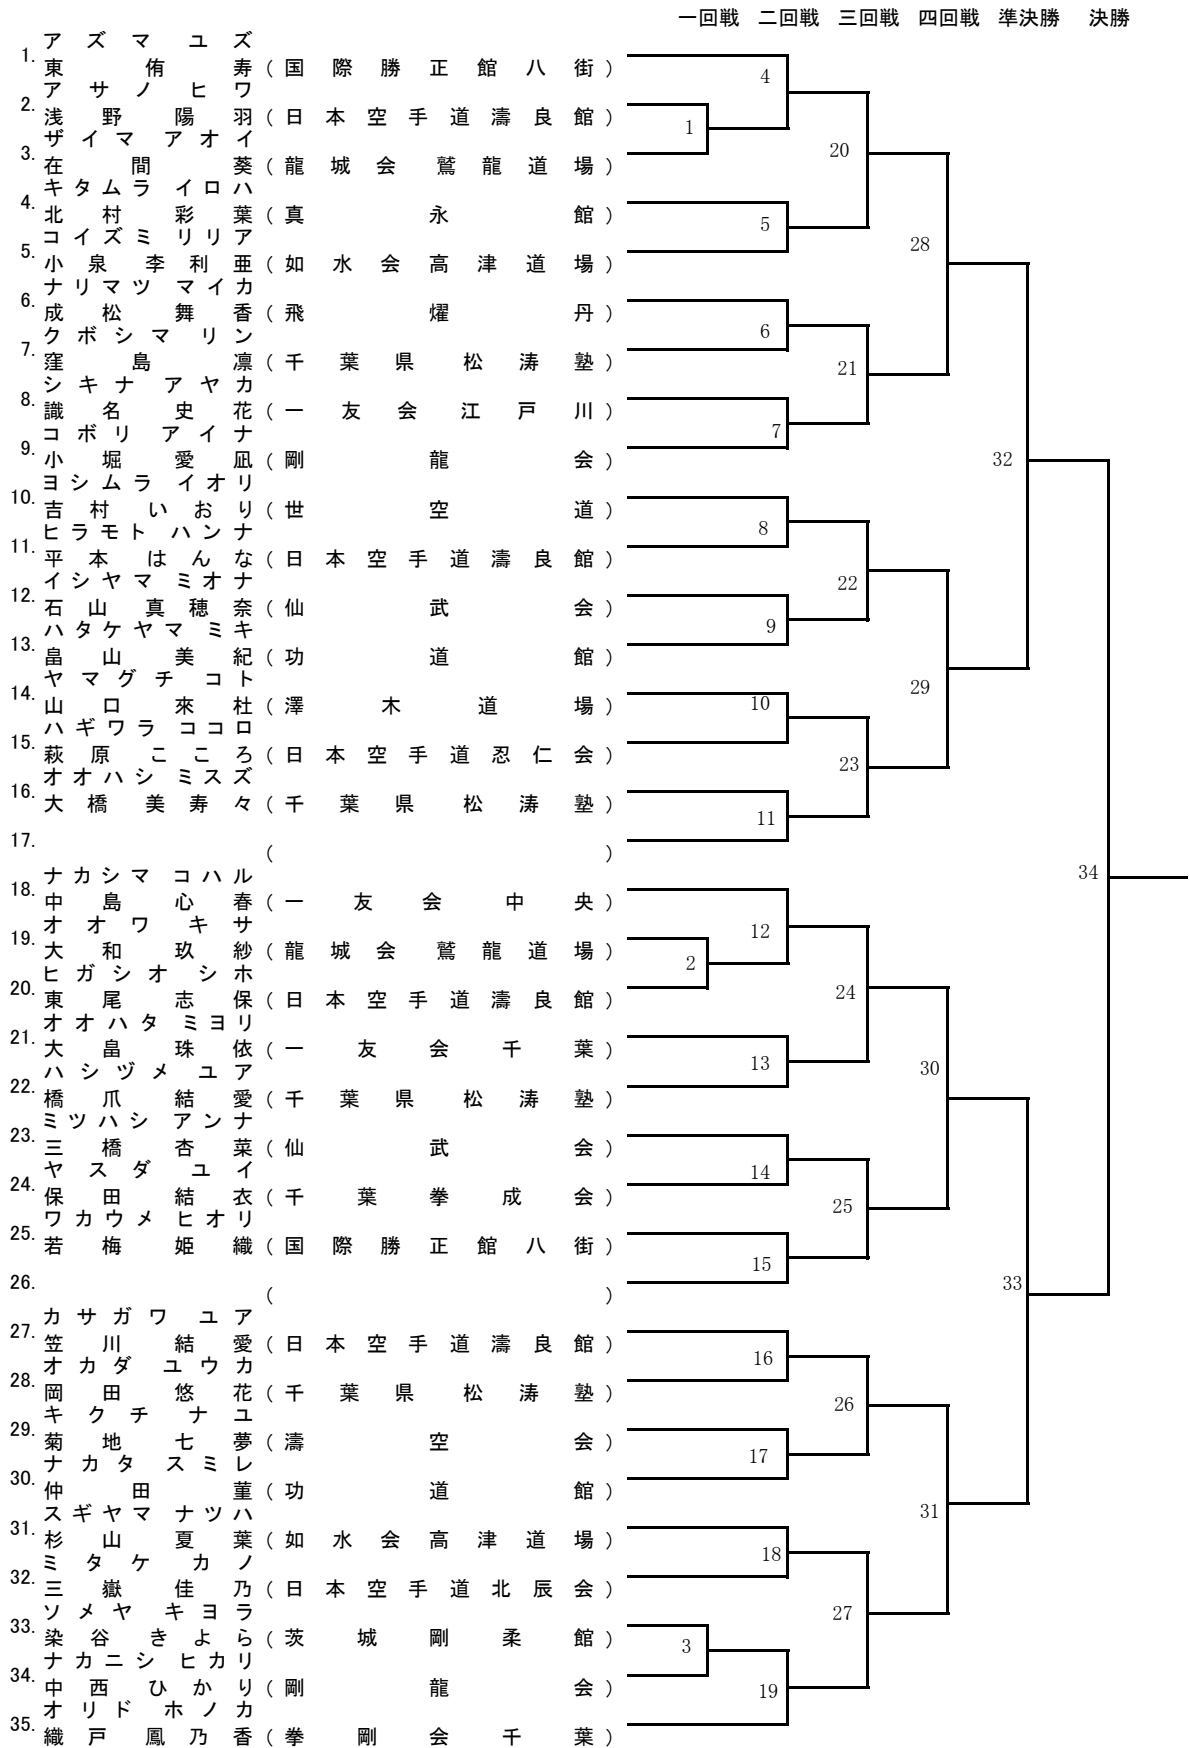 一回戦 二回戦 三回戦 四回戦 準決勝 決勝
アズマ ユズ
1. 東 侑寿 (国際勝正館八街)
アサノ ヒワ
2. 浅野 陽羽 (日本空手道濤良館)
ザイマ アオイ
3. 在間 葵 (龍城会 鷲龍道場)
キタムラ イロハ
4. 北村 彩葉 (真永館)
コイズミ リリア
5. 小泉 李利亜 (如水会高津道場)
ナリマツ マイカ
6. 成松 舞香 (飛燿丹)
クボシマ リン
7. 窪島 凛 (千葉県 松涛塾)
シキナ アヤカ
8. 識名 史花 (一友会江戸川)
コボリ アイナ
9. 小堀 愛凪 (剛龍会)
ヨシムラ イオリ
10. 吉村 いおり (世空道)
ヒラモト ハンナ
11. 平本 はんな (日本空手道濤良館)
イシヤマ ミオナ
12. 石山 真穂奈 (仙武会)
ハタケヤマ ミキ
13. 畠山 美紀 (功道館)
ヤマグチ コト
14. 山口 來杜 (澤木道場)
ハギワラ ココロ
15. 萩原 こころ (日本空手道忍仁会)
オオハシ ミスズ
16. 大橋 美寿々 (千葉県 松涛塾)
17. ( )
ナカシマ コハル
18. 中島 心春 (一友会 中央)
オオワ キサ
19. 大和 玖紗 (龍城会 鷲龍道場)
ヒガシオ シホ
20. 東尾 志保 (日本空手道濤良館)
オオハタ ミヨリ
21. 大畠 珠依 (一友会千葉)
ハシヅメ ユア
22. 橋爪 結愛 (千葉県 松涛塾)
ミツハシ アンナ
23. 三橋 杏菜 (仙武会)
ヤスダ ユイ
24. 保田 結衣 (千葉拳成会)
ワカウメ ヒオリ
25. 若梅 姫織 (国際勝正館八街)
26. ( )
カサガワ ユア
27. 笠川 結愛 (日本空手道濤良館)
オカダ ユウカ
28. 岡田 悠花 (千葉県 松涛塾)
キクチ ナユ
29. 菊地 七夢 (濤空会)
ナカタ スミレ
30. 仲田 菫 (功道館)
スギヤマ ナツハ
31. 杉山 夏葉 (如水会高津道場)
ミタケ カノ
32. 三嶽 佳乃 (日本空手道北辰会)
ソメヤ キヨラ
33. 染谷 きよら (茨城剛柔館)
ナカニシ ヒカリ
34. 中西 ひかり (剛龍会)
オリド ホノカ
35. 織戸 鳳乃香 (拳剛会千葉)
1
2
3
4
5
6
7
8
9
10
11
12
13
14
15
16
17
18
19
20
21
22
23
24
25
26
27
28
29
30
31
32
33
34